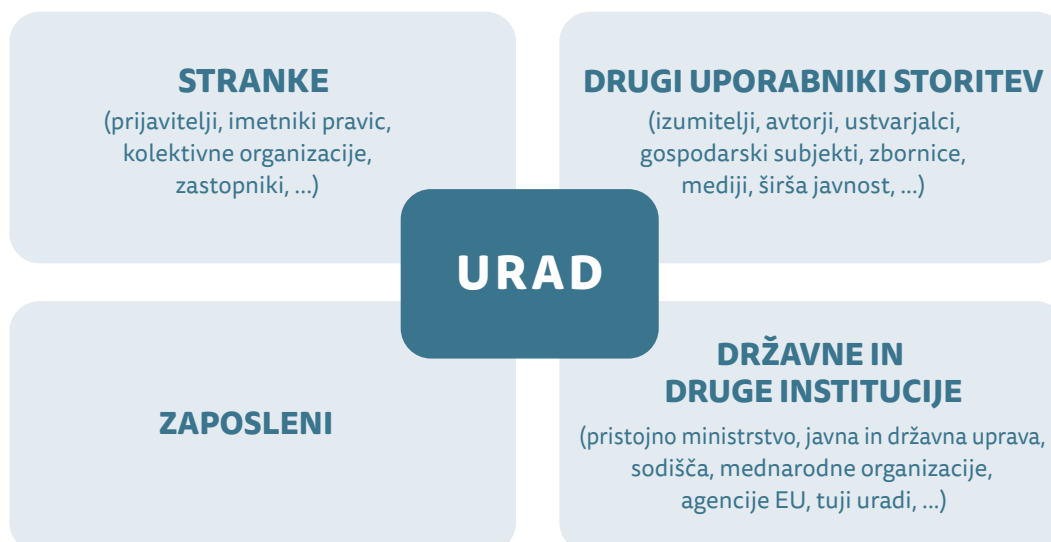 STRANKE
(prijavitelji, imetniki pravic,
kolektivne organizacije,
zastopniki, ...)
DRUGI UPORABNIKI STORITEV
(izumitelji, avtorji, ustvarjalci,
gospodarski subjekti, zbornice,
mediji, širša javnost, ...)
URAD
ZAPOSLENI
DRŽAVNE IN
DRUGE INSTITUCIJE
(pristojno ministrstvo, javna in državna uprava,
sodišča, mednarodne organizacije,
agencije EU, tuji uradi, ...)